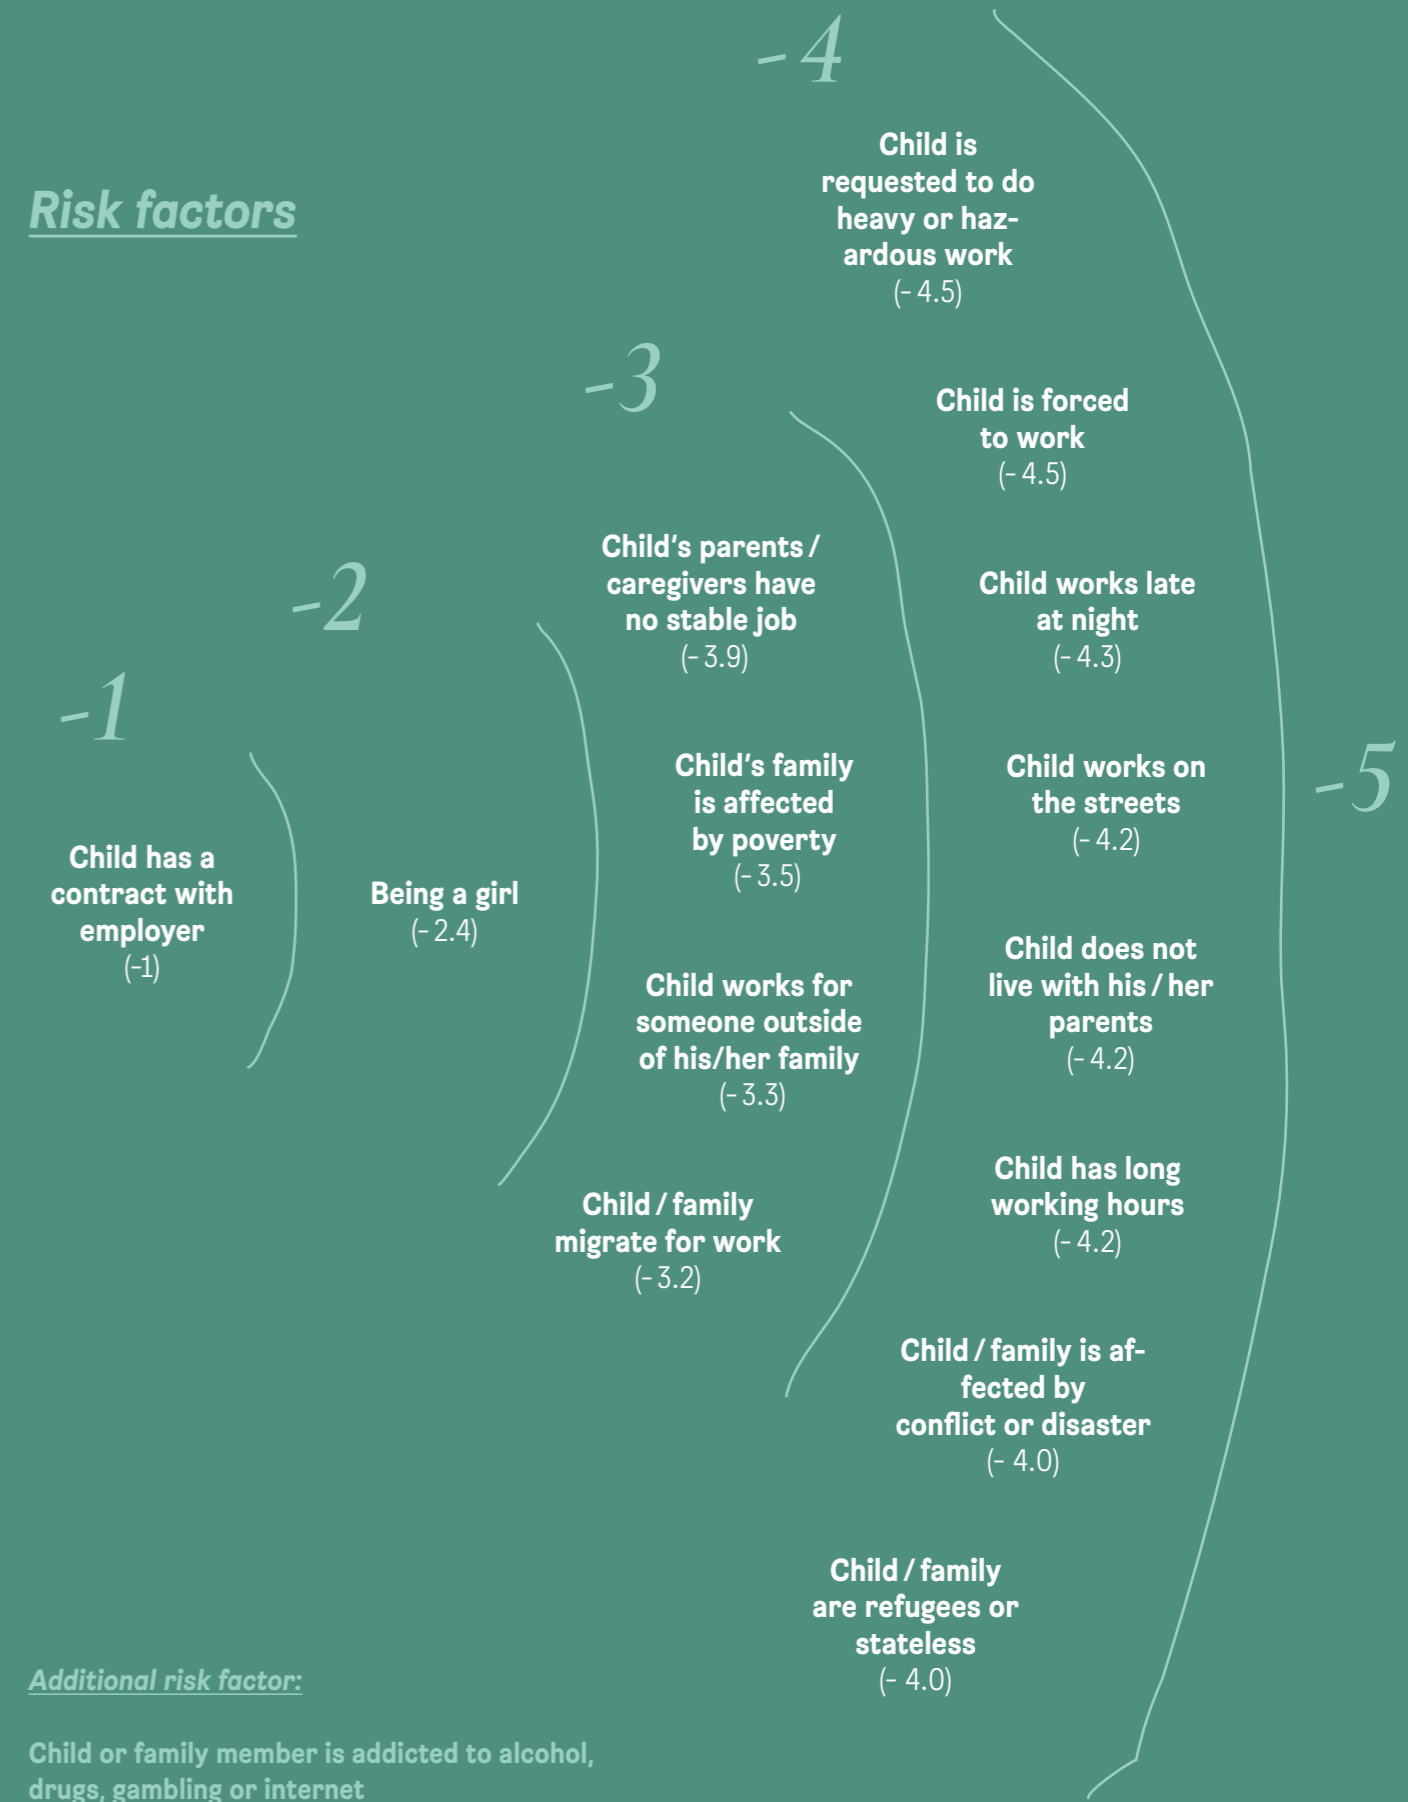 Risk factors
-1
Child has a
contract with
employer
(-1)
-2
Being a girl
(- 2.4)
-3
Child's parents /
caregivers have
no stable job
(- 3.9)
Child's family
is affected
by poverty
(- 3.5)
Child works for
someone outside
of his/her family
(- 3.3)
Child / family
migrate for work
(- 3.2)
- 4
Child is
requested to do
heavy or haz-
ardous work
(- 4.5)
Child is forced
to work
(- 4.5)
Child works late
at night
(- 4.3)
Child works on
the streets
(- 4.2)
Child does not
live with his / her
parents
(- 4.2)
Child has long
working hours
(- 4.2)
Child / family is af-
fected by
conflict or disaster
(- 4.0)
Child / family
are refugees or
stateless
(- 4.0)
-5
Additional risk factor:
Child or family member is addicted to alcohol,
drugs, gambling or internet